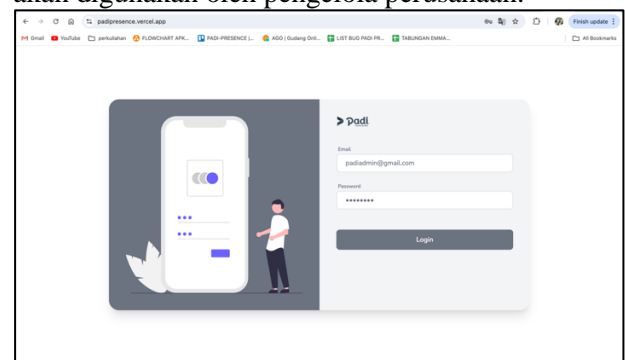 akan digunakan oleh pengelola perusahaan.
padipresence.vercel.app
Finish update
Gmail YouTube perkuliahan FLOWCHART APK... PADI-PRESENCE |... AGO | Gudang Onli... LIST BUG PADI PR... TABUNGAN EMMA... All Bookmarks
Padi
Email
padiadmin@gmail.com
Password
Login